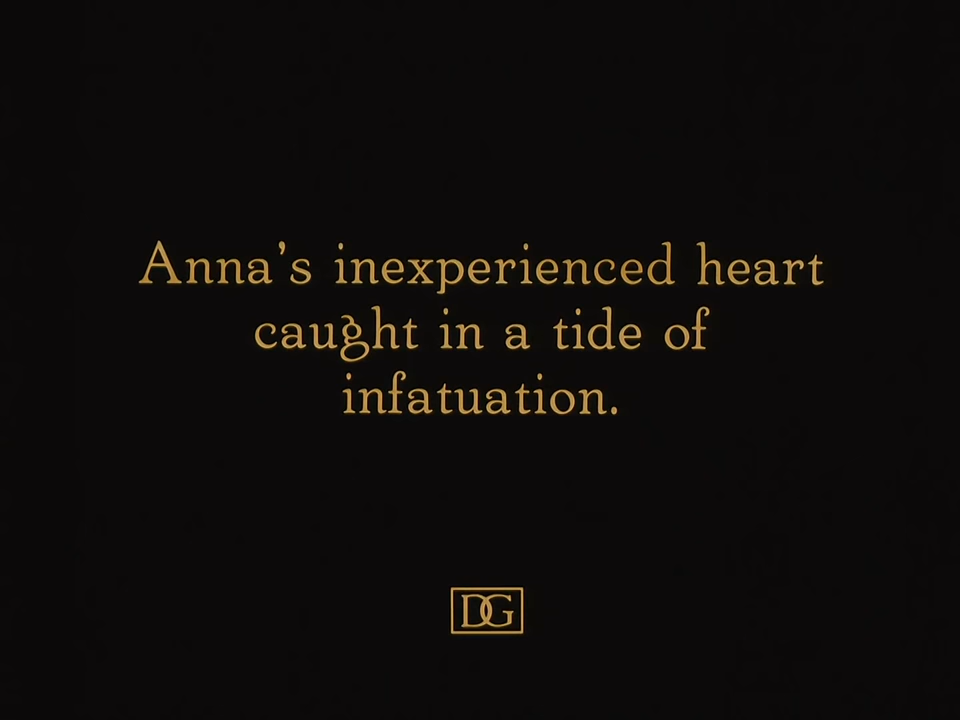 Anna’s inexperienced heart
caught in a tide of
infatuation.
DG